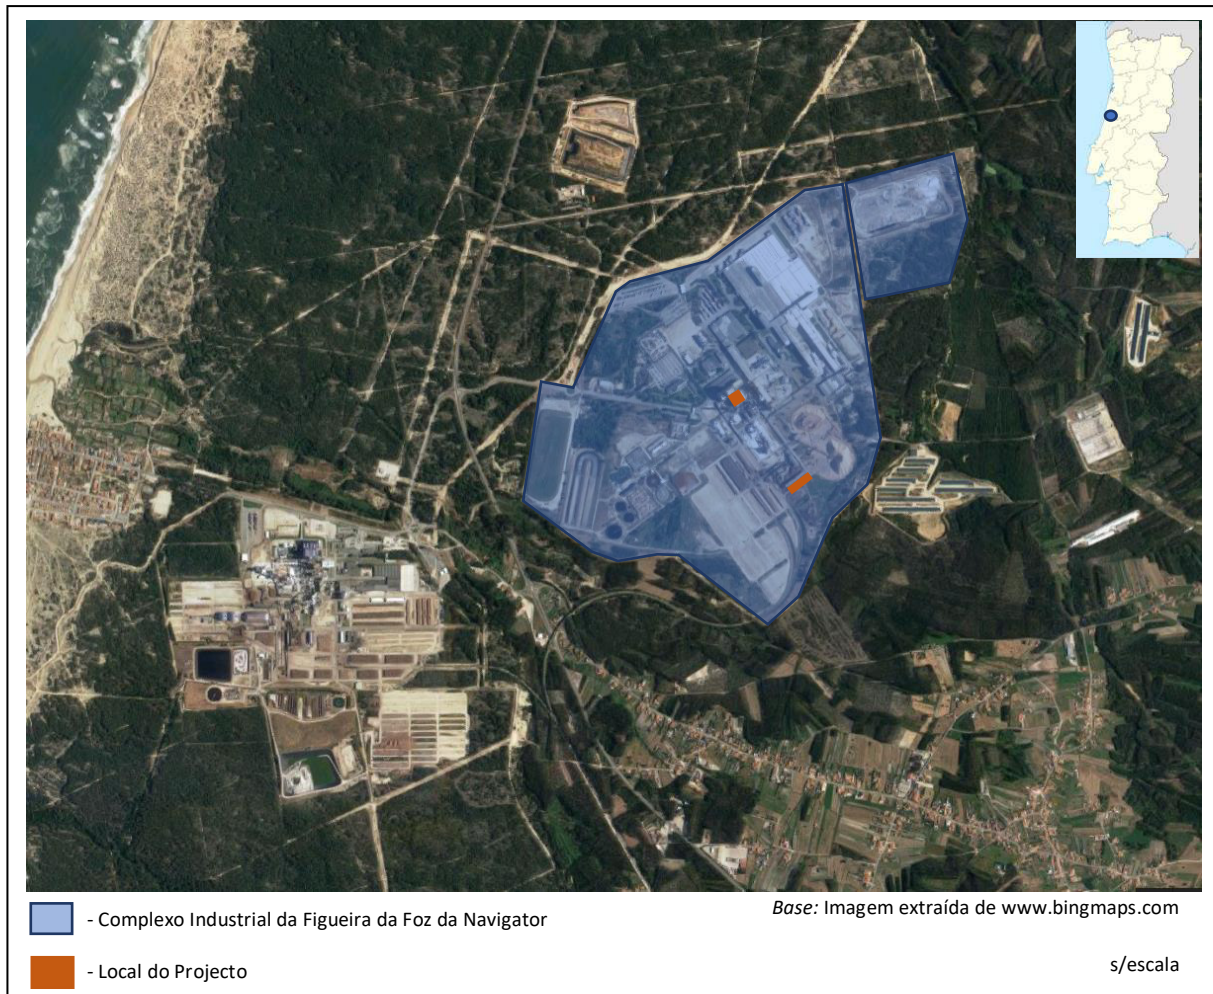 - Complexo Industrial da Figueira da Foz da Navigator
Base: Imagem extraída de www.bingmaps.com
- Local do Projecto
s/escala